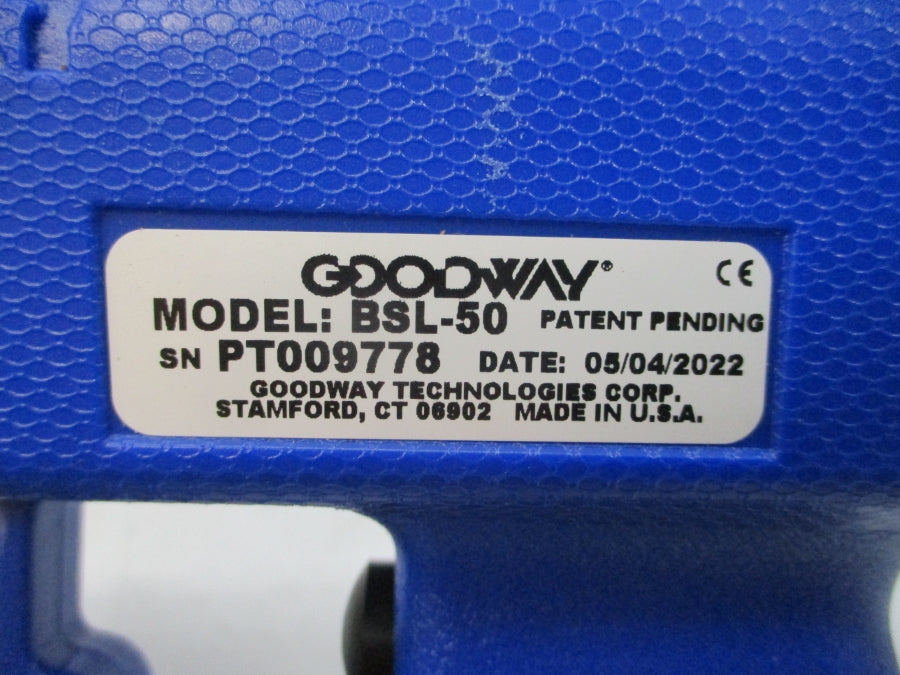 GOODWAY® CE
MODEL: BSL-50 PATENT PENDING
SN PT009778 DATE: 05/04/2022
GOODWAY TECHNOLOGIES CORP.
STAMFORD, CT 06902 MADE IN U.S.A.